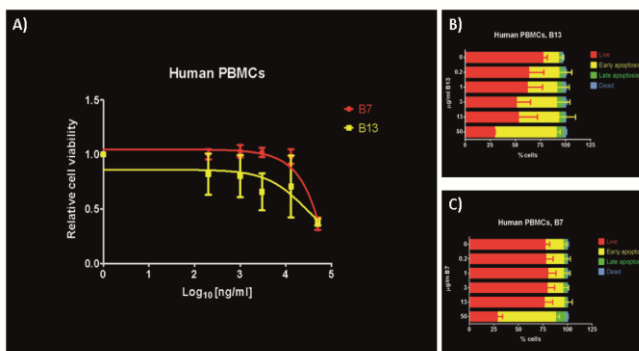 A)
Human PBMCs
1.5
1.0
0.5
0.0
Relative cell viability
0 1 2 3 4 5
Log10[ng/ml]
B7
B13
B)
Human PBMCs, B13
µg/ml B13
0
0.2
1
3
13
50
0 25 50 75 100 125
% cells
Live
Early apoptosis
Late apoptosis
Dead
C)
Human PBMCs, B7
µg/ml B7
0
0.2
1
3
13
50
0 25 50 75 100 125
% cells
Live
Early apoptosis
Late apoptosis
Dead